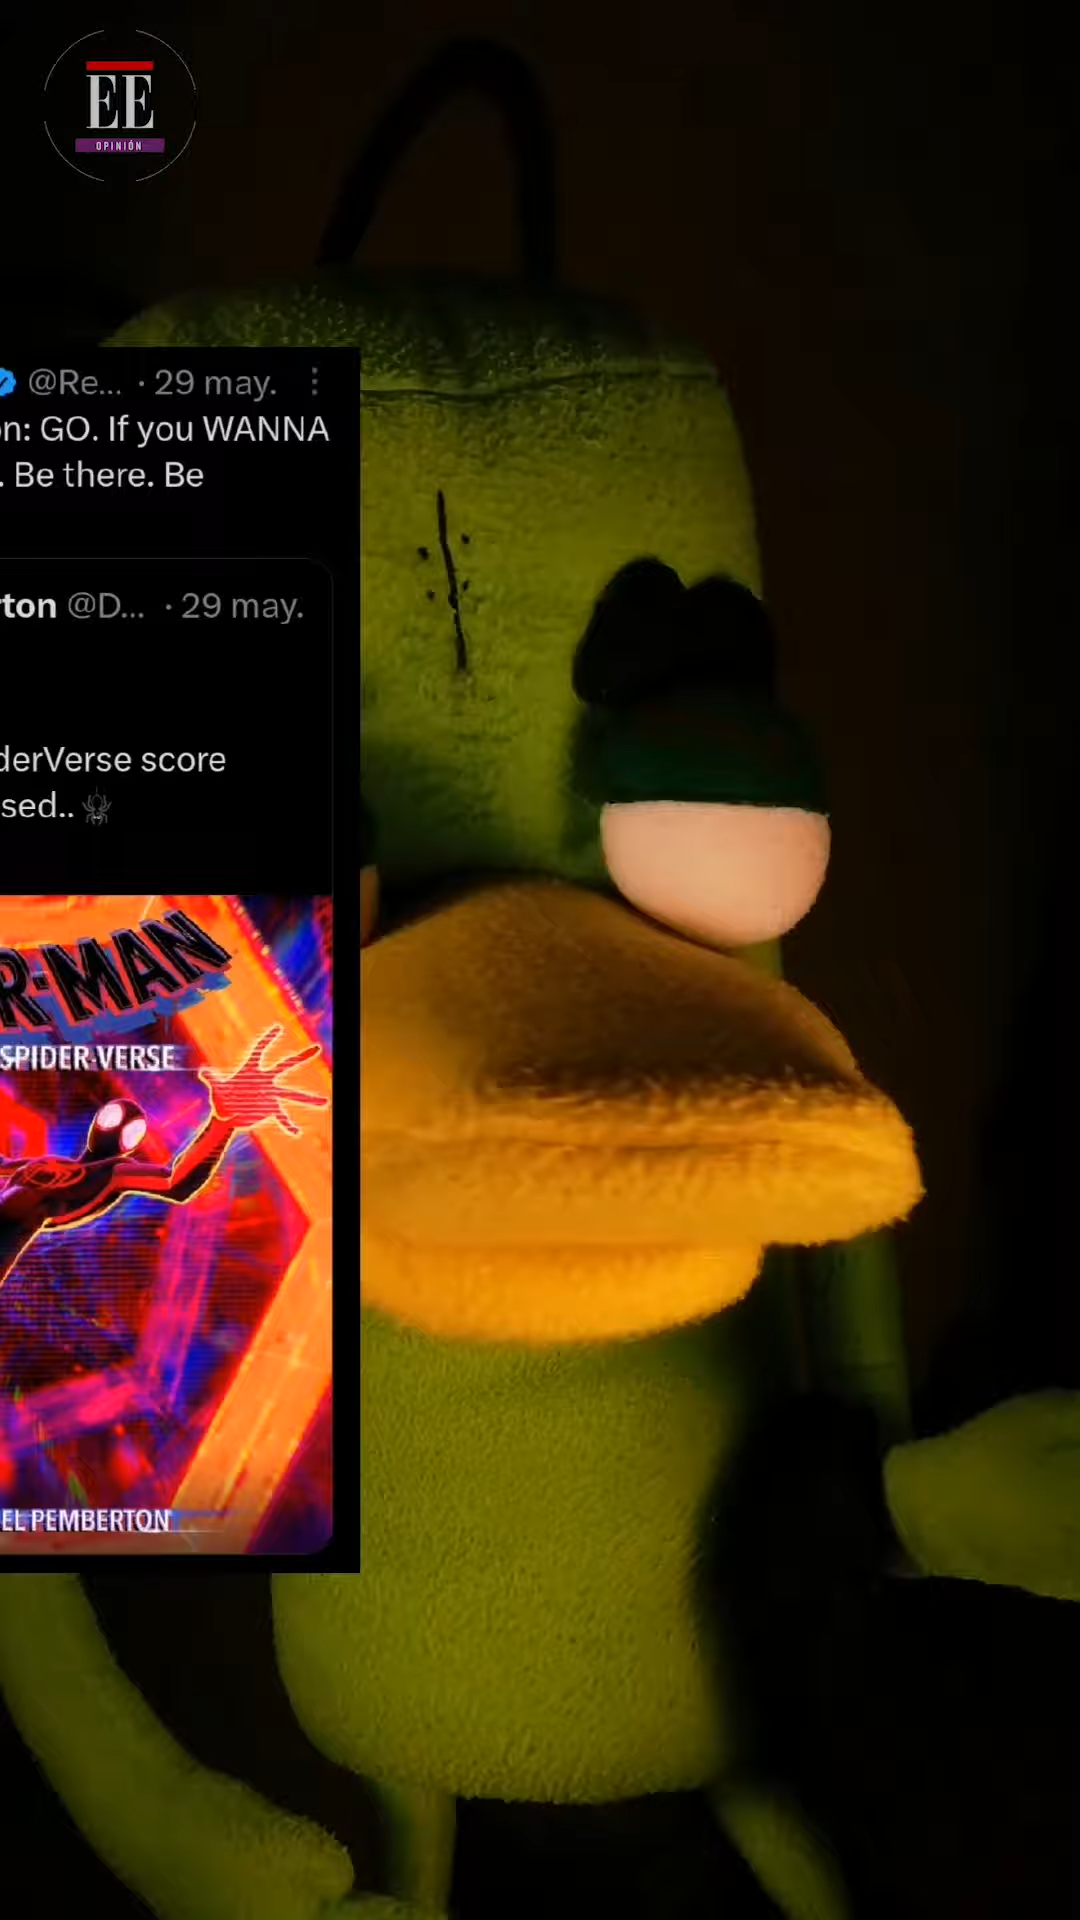 EE
OPINIÓN
@Re... · 29 may.
n: GO. If you WANNA
. Be there. Be
ton @D... · 29 may.
derVerse score
sed..
R-MAN
SPIDER-VERSE
EL PEMBERTON